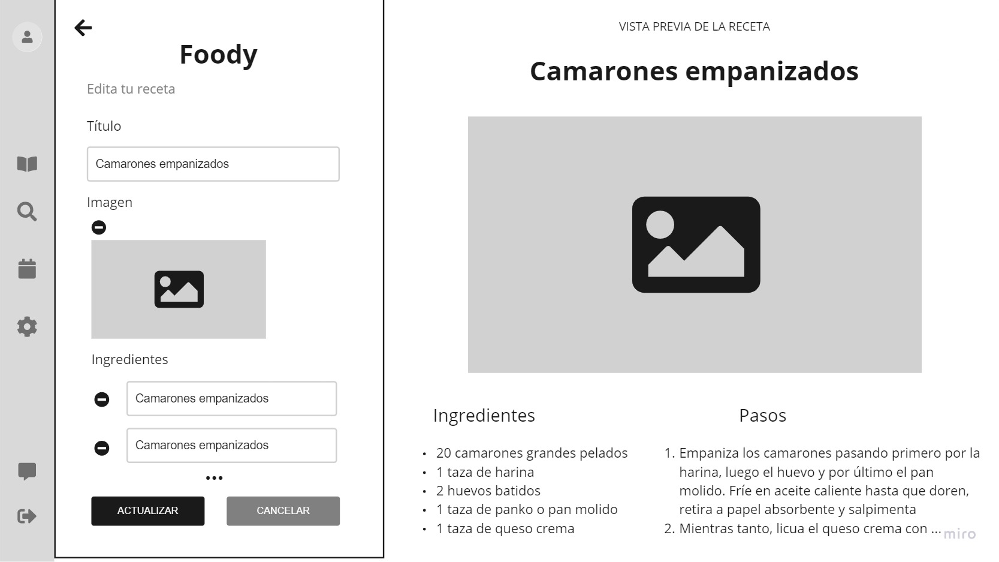 Foody
Edita tu receta
Título
Camarones empanizados
Imagen
Ingredientes
Camarones empanizados
Camarones empanizados
...
ACTUALIZAR
CANCELAR
VISTA PREVIA DE LA RECETA
Camarones empanizados
Ingredientes
• 20 camarones grandes pelados
• 1 taza de harina
• 2 huevos batidos
• 1 taza de panko o pan molido
• 1 taza de queso crema
Pasos
1. Empaniza los camarones pasando primero por la
harina, luego el huevo y por último el pan
molido. Fríe en aceite caliente hasta que doren,
retira a papel absorbente y salpimenta
2. Mientras tanto, licua el queso crema con ...
miro